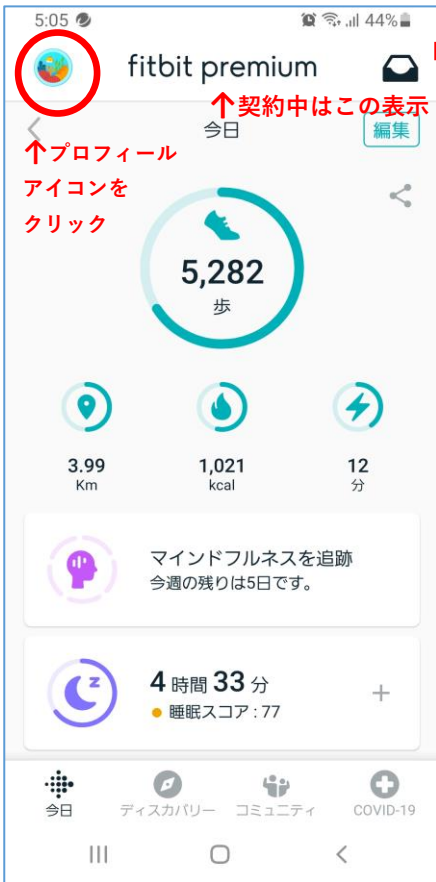 5:05 44%
fitbit premium
↑契約中はこの表示
今日 編集
↑プロフィール
アイコンを
クリック
5,282
歩
3.99 1,021 12
Km kcal 分
マインドフルネスを追跡
今週の残りは5日です。
4 時間 33 分
睡眠スコア : 77
今日 ディスカバリー コミュニティ COVID-19